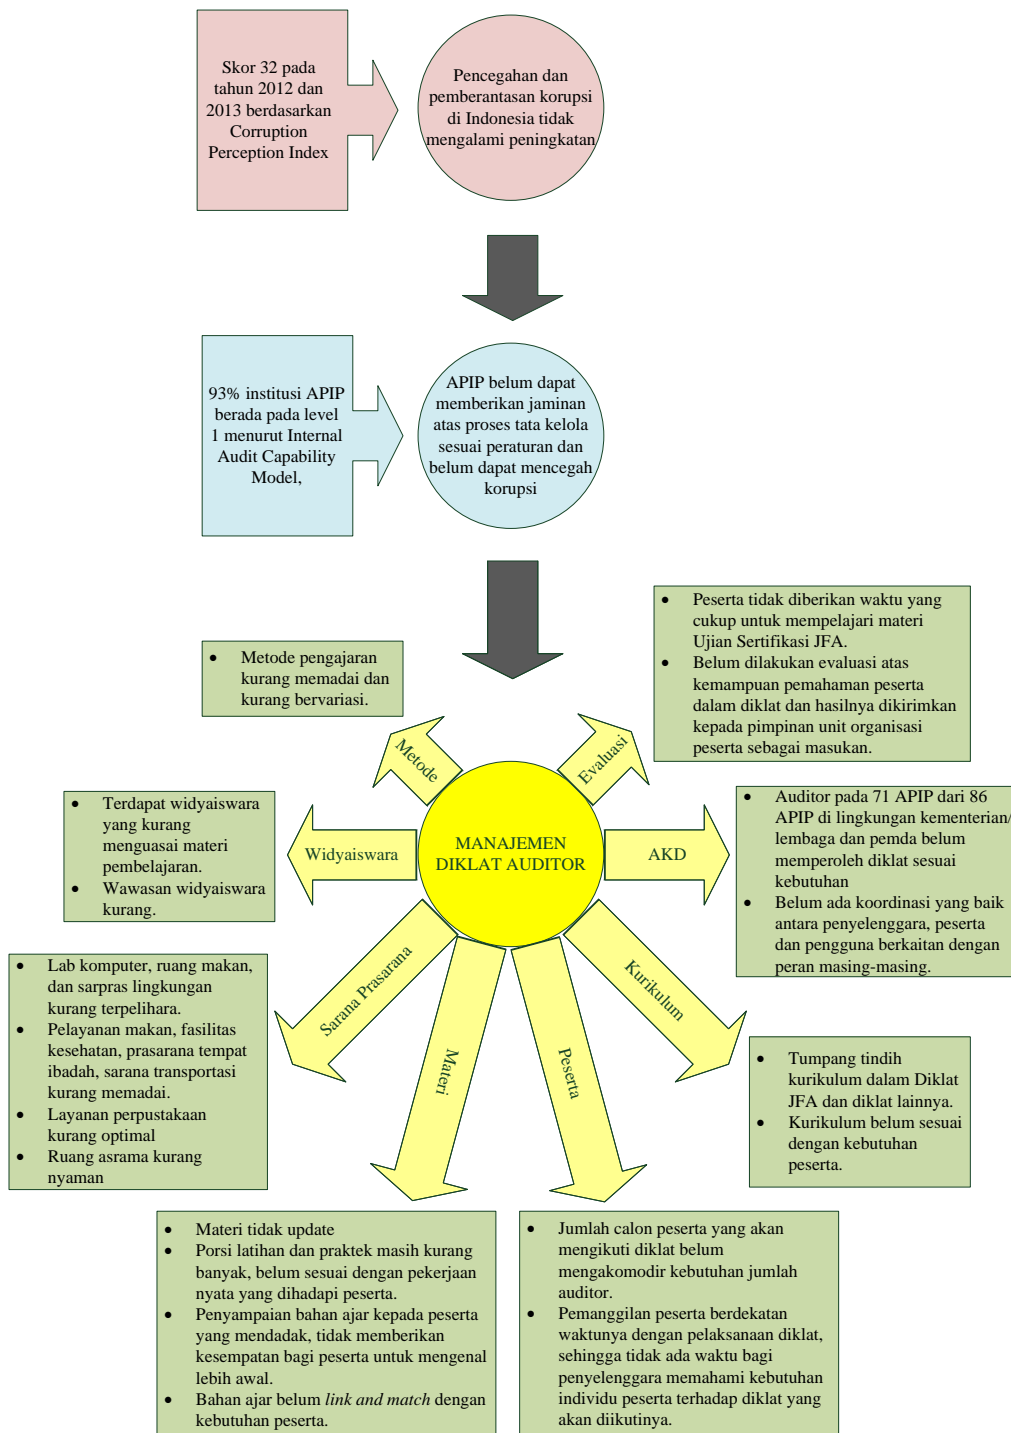 Skor 32 pada
tahun 2012 dan
2013 berdasarkan
Corruption
Perception Index
Pencegahan dan
pemberantasan korupsi
di Indonesia tidak
mengalami peningkatan
93% institusi APIP
berada pada level
1 menurut Internal
Audit Capability
Model,
APIP belum dapat
memberikan jaminan
atas proses tata kelola
sesuai peraturan dan
belum dapat mencegah
korupsi
• Metode pengajaran
kurang memadai dan
kurang bervariasi.
• Peserta tidak diberikan waktu yang
cukup untuk mempelajari materi
Ujian Sertifikasi JFA.
• Belum dilakukan evaluasi atas
kemampuan pemahaman peserta
dalam diklat dan hasilnya dikirimkan
kepada pimpinan unit organisasi
peserta sebagai masukan.
Metode
Evaluasi
• Terdapat widyaiswara
yang kurang
menguasai materi
pembelajaran.
• Wawasan widyaiswara
kurang.
Widyaiswara
MANAJEMEN
DIKLAT AUDITOR
AKD
• Auditor pada 71 APIP dari 86
APIP di lingkungan kementerian/
lembaga dan pemda belum
memperoleh diklat sesuai
kebutuhan
• Belum ada koordinasi yang baik
antara penyelenggara, peserta
dan pengguna berkaitan dengan
peran masing-masing.
• Lab komputer, ruang makan,
dan sarpras lingkungan
kurang terpelihara.
• Pelayanan makan, fasilitas
kesehatan, prasarana tempat
ibadah, sarana transportasi
kurang memadai.
• Layanan perpustakaan
kurang optimal
• Ruang asrama kurang
nyaman
Sarana Prasarana
Materi
Peserta
Kurikulum
• Tumpang tindih
kurikulum dalam Diklat
JFA dan diklat lainnya.
• Kurikulum belum sesuai
dengan kebutuhan
peserta.
• Materi tidak update
• Porsi latihan dan praktek masih kurang
banyak, belum sesuai dengan pekerjaan
nyata yang dihadapi peserta.
• Penyampaian bahan ajar kepada peserta
yang mendadak, tidak memberikan
kesempatan bagi peserta untuk mengenal
lebih awal.
• Bahan ajar belum link and match dengan
kebutuhan peserta.
• Jumlah calon peserta yang akan
mengikuti diklat belum
mengakomodir kebutuhan jumlah
auditor.
• Pemanggilan peserta berdekatan
waktunya dengan pelaksanaan diklat,
sehingga tidak ada waktu bagi
penyelenggara memahami kebutuhan
individu peserta terhadap diklat yang
akan diikutinya.